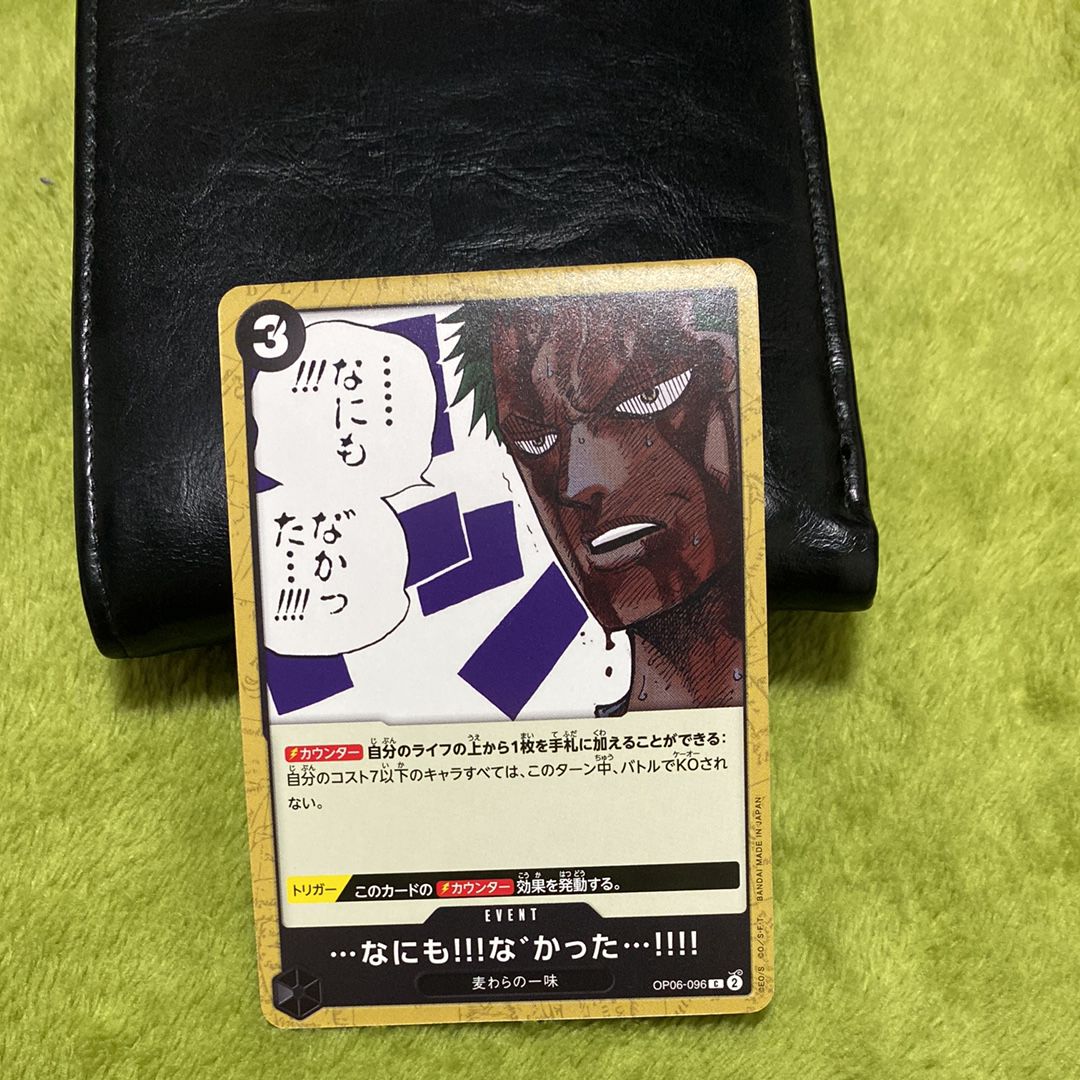 3
……
なにも
!!!
な゛かっ
た…
!!!!
カウンター 自分のライフの上から1枚を手札に加えることができる:
自分のコスト7以下のキャラすべては、このターン中、バトルでKOされ
ない。
トリガー このカードの カウンター 効果を発動する。
EVENT
…なにも!!!な゛かった…!!!!
麦わらの一味
OP06-096 C 2
©E.O/S. ©O/S.F.T. BANDAI MADE IN JAPAN